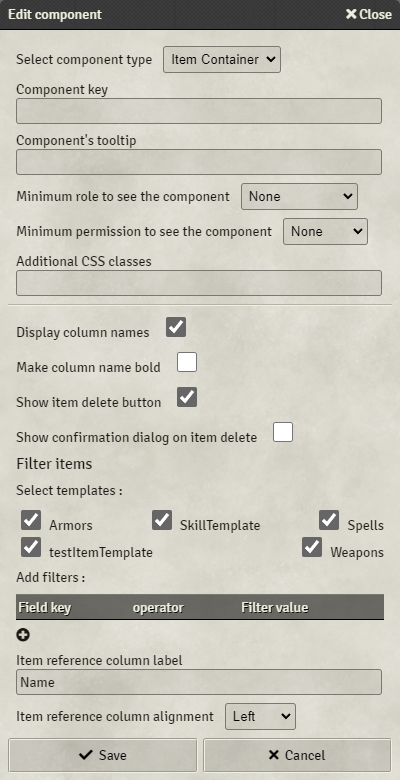 Edit component Close
Select component type Item Container
Component key
Component's tooltip
Minimum role to see the component None
Minimum permission to see the component None
Additional CSS classes
Display column names
Make column name bold
Show item delete button
Show confirmation dialog on item delete
Filter items
Select templates :
Armors SkillTemplate Spells
testItemTemplate Weapons
Add filters :
Field key operator Filter value
Item reference column label
Name
Item reference column alignment Left
Save Cancel